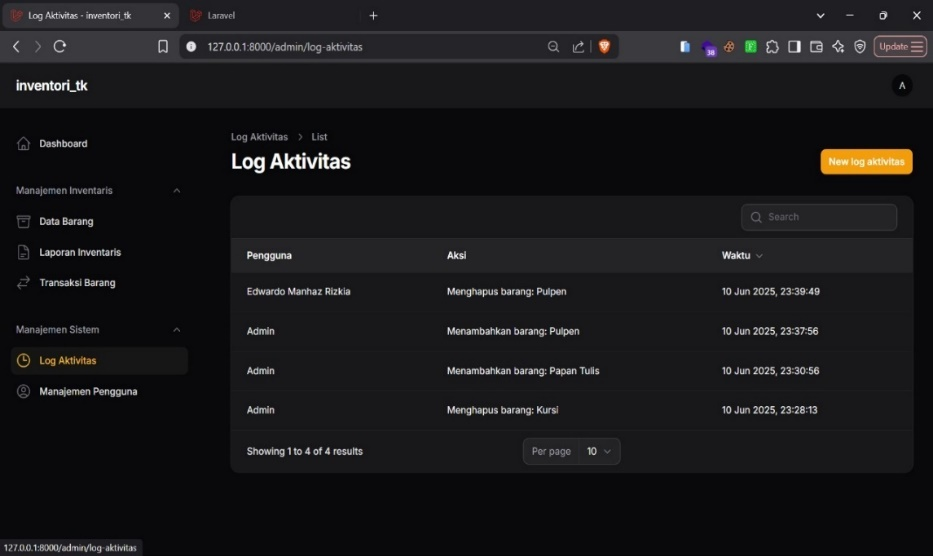 Log Aktivitas - inventori_tk
Laravel
127.0.0.1:8000/admin/log-aktivitas
38
Update
inventori_tk
A
Dashboard
Manajemen Inventaris
Data Barang
Laporan Inventaris
Transaksi Barang
Manajemen Sistem
Log Aktivitas
Manajemen Pengguna
Log Aktivitas > List
Log Aktivitas
New log aktivitas
Search
Pengguna Aksi Waktu
Edwardo Manhaz Rizkia Menghapus barang: Pulpen 10 Jun 2025, 23:39:49
Admin Menambahkan barang: Pulpen 10 Jun 2025, 23:37:56
Admin Menambahkan barang: Papan Tulis 10 Jun 2025, 23:30:56
Admin Menghapus barang: Kursi 10 Jun 2025, 23:28:13
Showing 1 to 4 of 4 results Per page 10
127.0.0.1:8000/admin/log-aktivitas